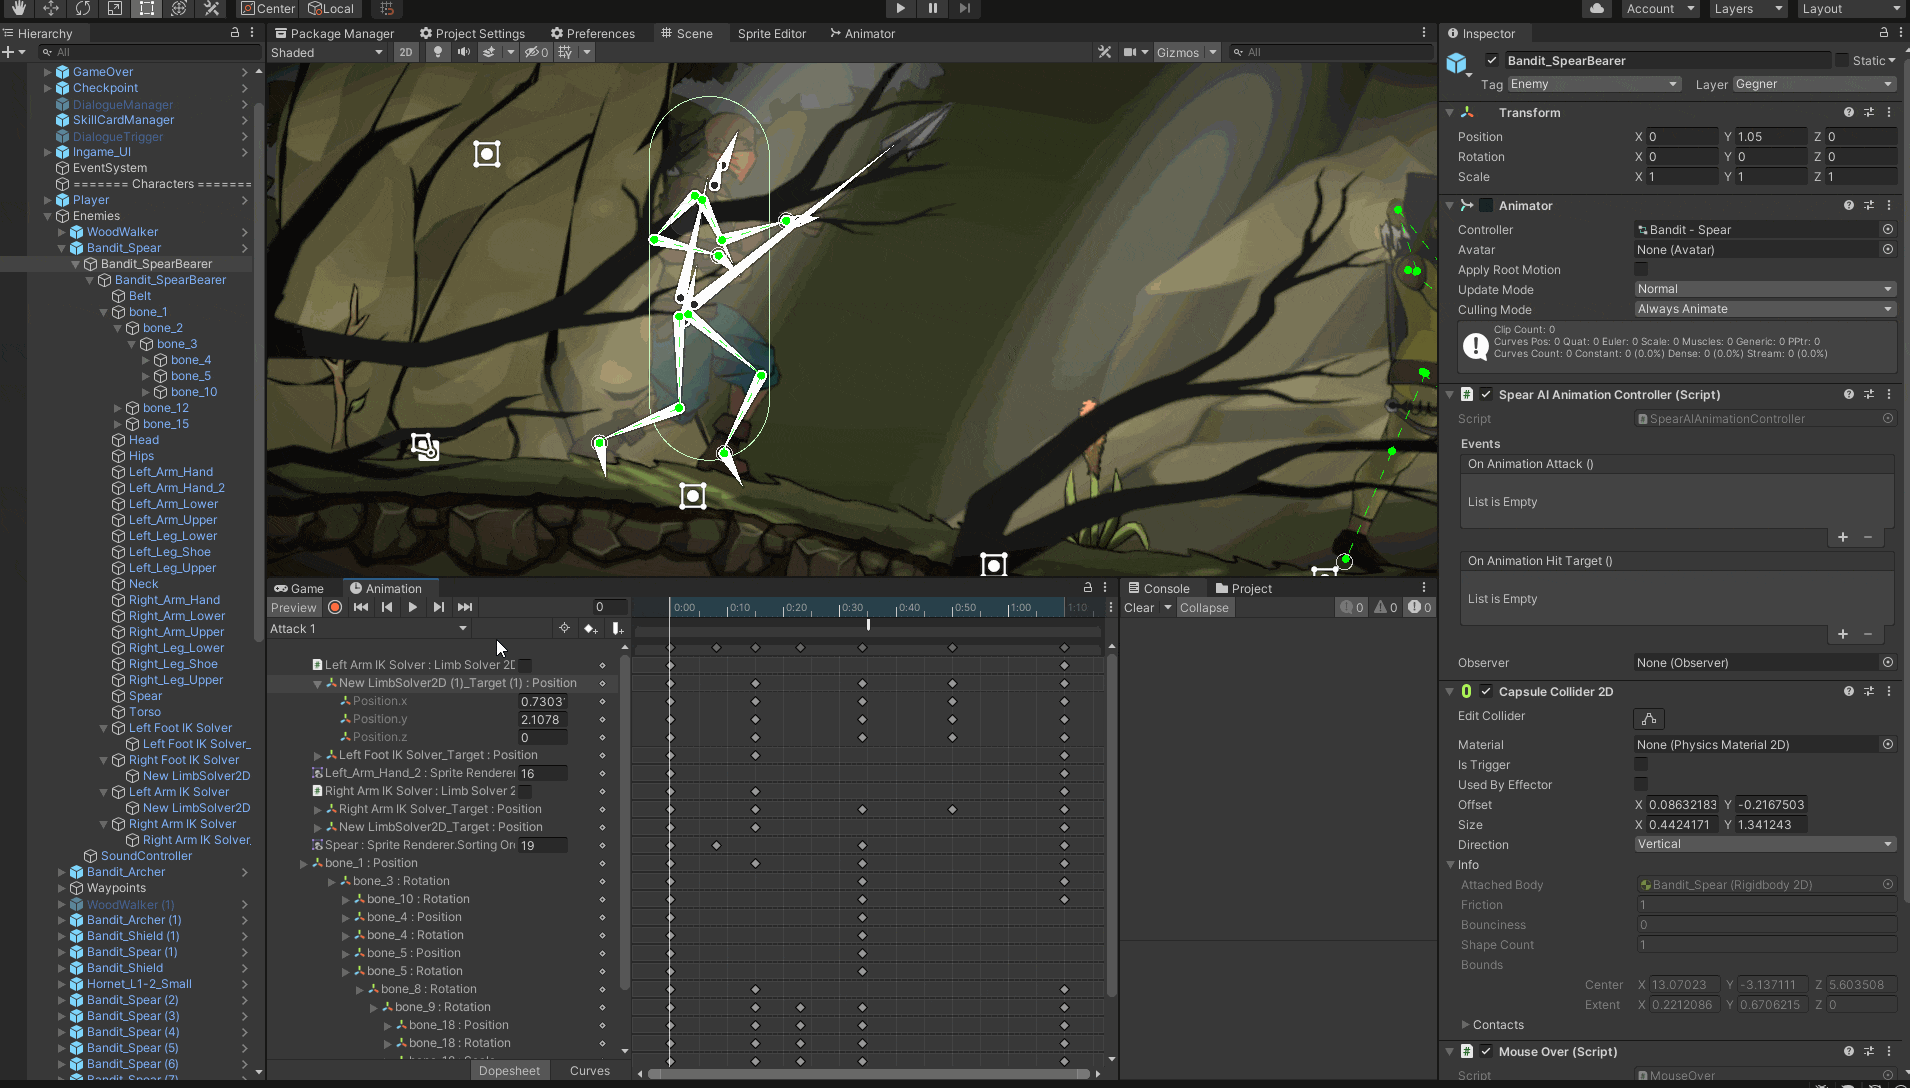 Center
Local
Account
Layers
Layout
Hierarchy
All
GameOver
Checkpoint
DialogueManager
SkillCardManager
DialogueTrigger
Ingame_UI
EventSystem
======= Characters =======
Player
Enemies
WoodWalker
Bandit_Spear
Bandit_SpearBearer
Bandit_SpearBearer
Belt
bone_1
bone_2
bone_3
bone_4
bone_5
bone_10
bone_12
bone_15
Head
Hips
Left_Arm_Hand
Left_Arm_Hand_2
Left_Arm_Lower
Left_Arm_Upper
Left_Leg_Lower
Left_Leg_Shoe
Left_Leg_Upper
Neck
Right_Arm_Hand
Right_Arm_Lower
Right_Arm_Upper
Right_Leg_Lower
Right_Leg_Shoe
Right_Leg_Upper
Spear
Torso
Left Foot IK Solver
Left Foot IK Solver_
Right Foot IK Solver
New LimbSolver2D
Left Arm IK Solver
New LimbSolver2D
Right Arm IK Solver
Right Arm IK Solver
SoundController
Bandit_Archer
Waypoints
WoodWalker (1)
Bandit_Archer (1)
Bandit_Shield (1)
Bandit_Spear (1)
Bandit_Shield
Hornet_L1-2_Small
Bandit_Spear (2)
Bandit_Spear (3)
Bandit_Spear (4)
Bandit_Spear (5)
Bandit_Spear (6)
Package Manager
Project Settings
Preferences
Scene
Sprite Editor
Animator
Shaded
2D
0
Gizmos
All
Game
Animation
Preview
0
0:00
0:10
0:20
0:30
0:40
0:50
1:00
1:10
Attack 1
Left Arm IK Solver : Limb Solver 2D
New LimbSolver2D (1)_Target (1) : Position
Position.x
0.7303
Position.y
2.1078
Position.z
0
Left Foot IK Solver_Target : Position
Left_Arm_Hand_2 : Sprite Renderer
16
Right Arm IK Solver : Limb Solver 2
Right Arm IK Solver_Target : Position
New LimbSolver2D_Target : Position
Spear : Sprite Renderer.Sorting Or
19
bone_1 : Position
bone_3 : Rotation
bone_10 : Rotation
bone_4 : Position
bone_4 : Rotation
bone_5 : Position
bone_5 : Rotation
bone_8 : Rotation
bone_9 : Rotation
bone_18 : Position
bone_18 : Rotation
Dopesheet
Curves
Console
Project
Clear
Collapse
0
0
0
Inspector
Bandit_SpearBearer
Static
Tag
Enemy
Layer
Gegner
Transform
Position
X 0 Y 1.05 Z 0
Rotation
X 0 Y 0 Z 0
Scale
X 1 Y 1 Z 1
Animator
Controller
Bandit - Spear
Avatar
None (Avatar)
Apply Root Motion
Update Mode
Normal
Culling Mode
Always Animate
Clip Count: 0
Curves Pos: 0 Quat: 0 Euler: 0 Scale: 0 Muscles: 0 Generic: 0 PPtr: 0
Curves Count: 0 Constant: 0 (0.0%) Dense: 0 (0.0%) Stream: 0 (0.0%)
Spear AI Animation Controller (Script)
Script
SpearAIAnimationController
Events
On Animation Attack ()
List is Empty
On Animation Hit Target ()
List is Empty
Observer
None (Observer)
Capsule Collider 2D
Edit Collider
Material
None (Physics Material 2D)
Is Trigger
Used By Effector
Offset
X 0.08632183 Y -0.2167503
Size
X 0.4424171 Y 1.341243
Direction
Vertical
Info
Attached Body
Bandit_Spear (Rigidbody 2D)
Friction
1
Bounciness
0
Shape Count
1
Bounds
Center
X 13.07023 Y -3.137111 Z 5.603508
Extent
X 0.2212086 Y 0.6706215 Z 0
Contacts
Mouse Over (Script)
Script
MouseOver